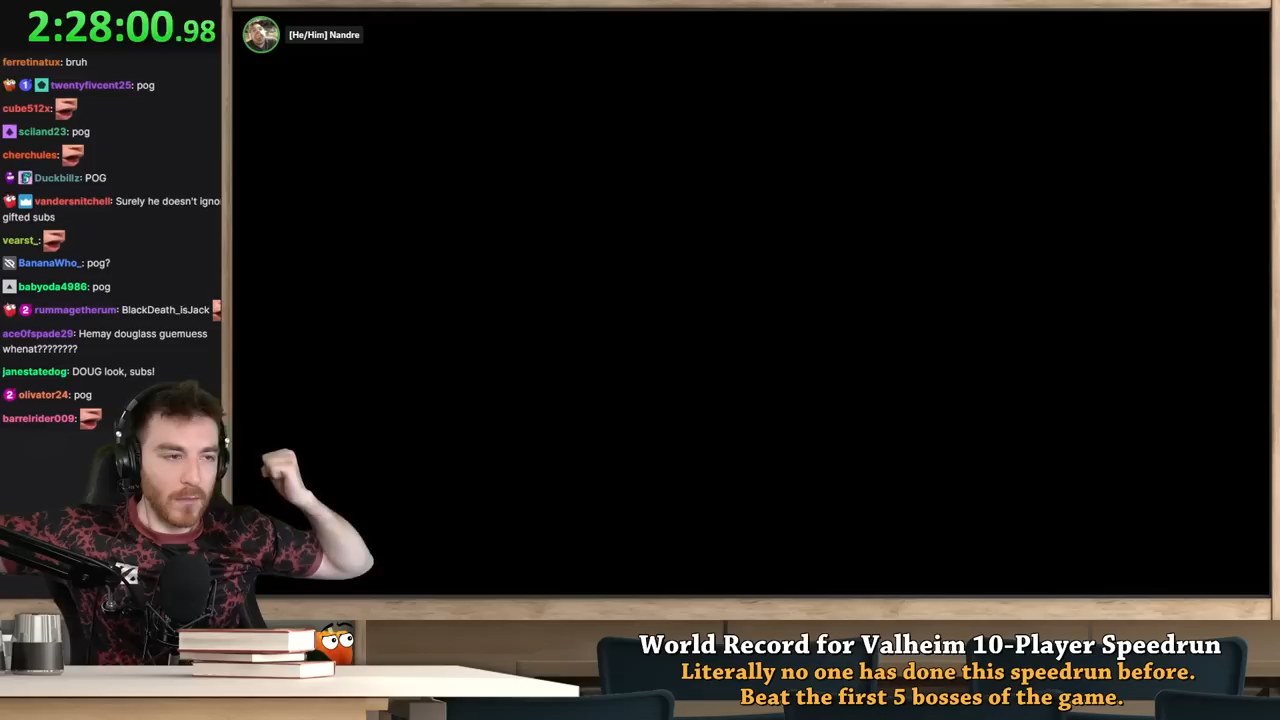 2:28:00.98
[He/Him] Nandre
ferretinatux: bruh
1 twentyfivcent25: pog
cube512x:
sciland23: pog
cherchules:
Duckbillz: POG
vandersnitchell: Surely he doesn't igno
gifted subs
vearst_:
BananaWho_: pog?
babyoda4986: pog
2 rummagetherum: BlackDeath_isJack
ace0fspade29: Hemay douglass guemuess
whenat????????
janestatedog: DOUG look, subs!
2 olivator24: pog
barrelrider009:
World Record for Valheim 10-Player Speedrun
Literally no one has done this speedrun before.
Beat the first 5 bosses of the game.